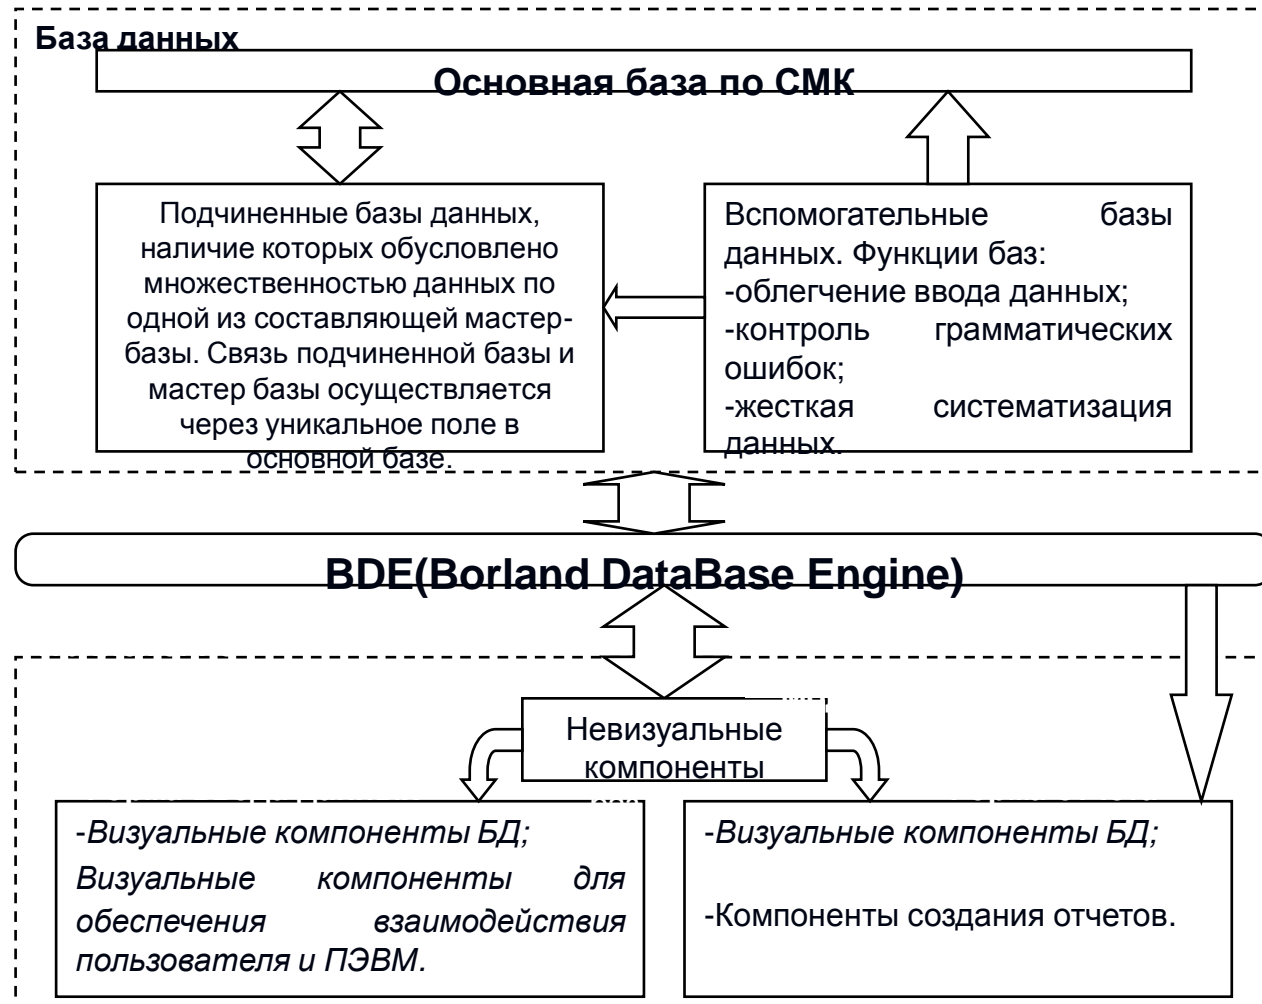 База данных
Основная база по СМК
Подчиненные базы данных,
наличие которых обусловлено
множественностью данных по
одной из составляющей мастер-
базы. Связь подчиненной базы и
мастер базы осуществляется
через уникальное поле в
основной базе.
Вспомогательные базы
данных. Функции баз:
-облегчение ввода данных;
-контроль грамматических
ошибок;
-жесткая систематизация
данных.
BDE(Borland DataBase Engine)
Невизуальные
компоненты
-Визуальные компоненты БД;
Визуальные компоненты для
обеспечения взаимодействия
пользователя и ПЭВМ.
-Визуальные компоненты БД;
-Компоненты создания отчетов.